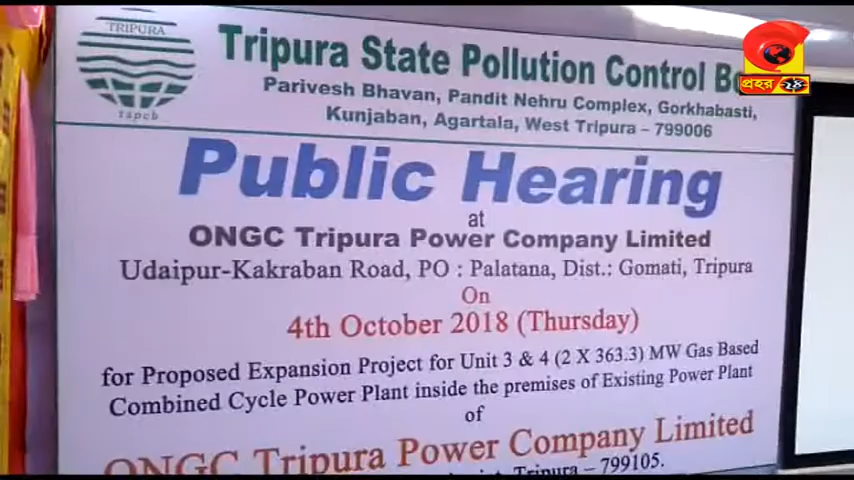 TRIPURA
tspcb
Tripura State Pollution Control
Parivesh Bhavan, Pandit Nehru Complex, Gorkhabasti,
Kunjaban, Agartala, West Tripura – 799006
প্রহর ২৪
Public Hearing
at
ONGC Tripura Power Company Limited
Udaipur-Kakraban Road, PO : Palatana, Dist.: Gomati, Tripura
On
4th October 2018 (Thursday)
for Proposed Expansion Project for Unit 3 & 4 (2 X 363.3) MW Gas Based
Combined Cycle Power Plant inside the premises of Existing Power Plant
of
ONGC Tripura Power Company Limited
Tripura – 799105.